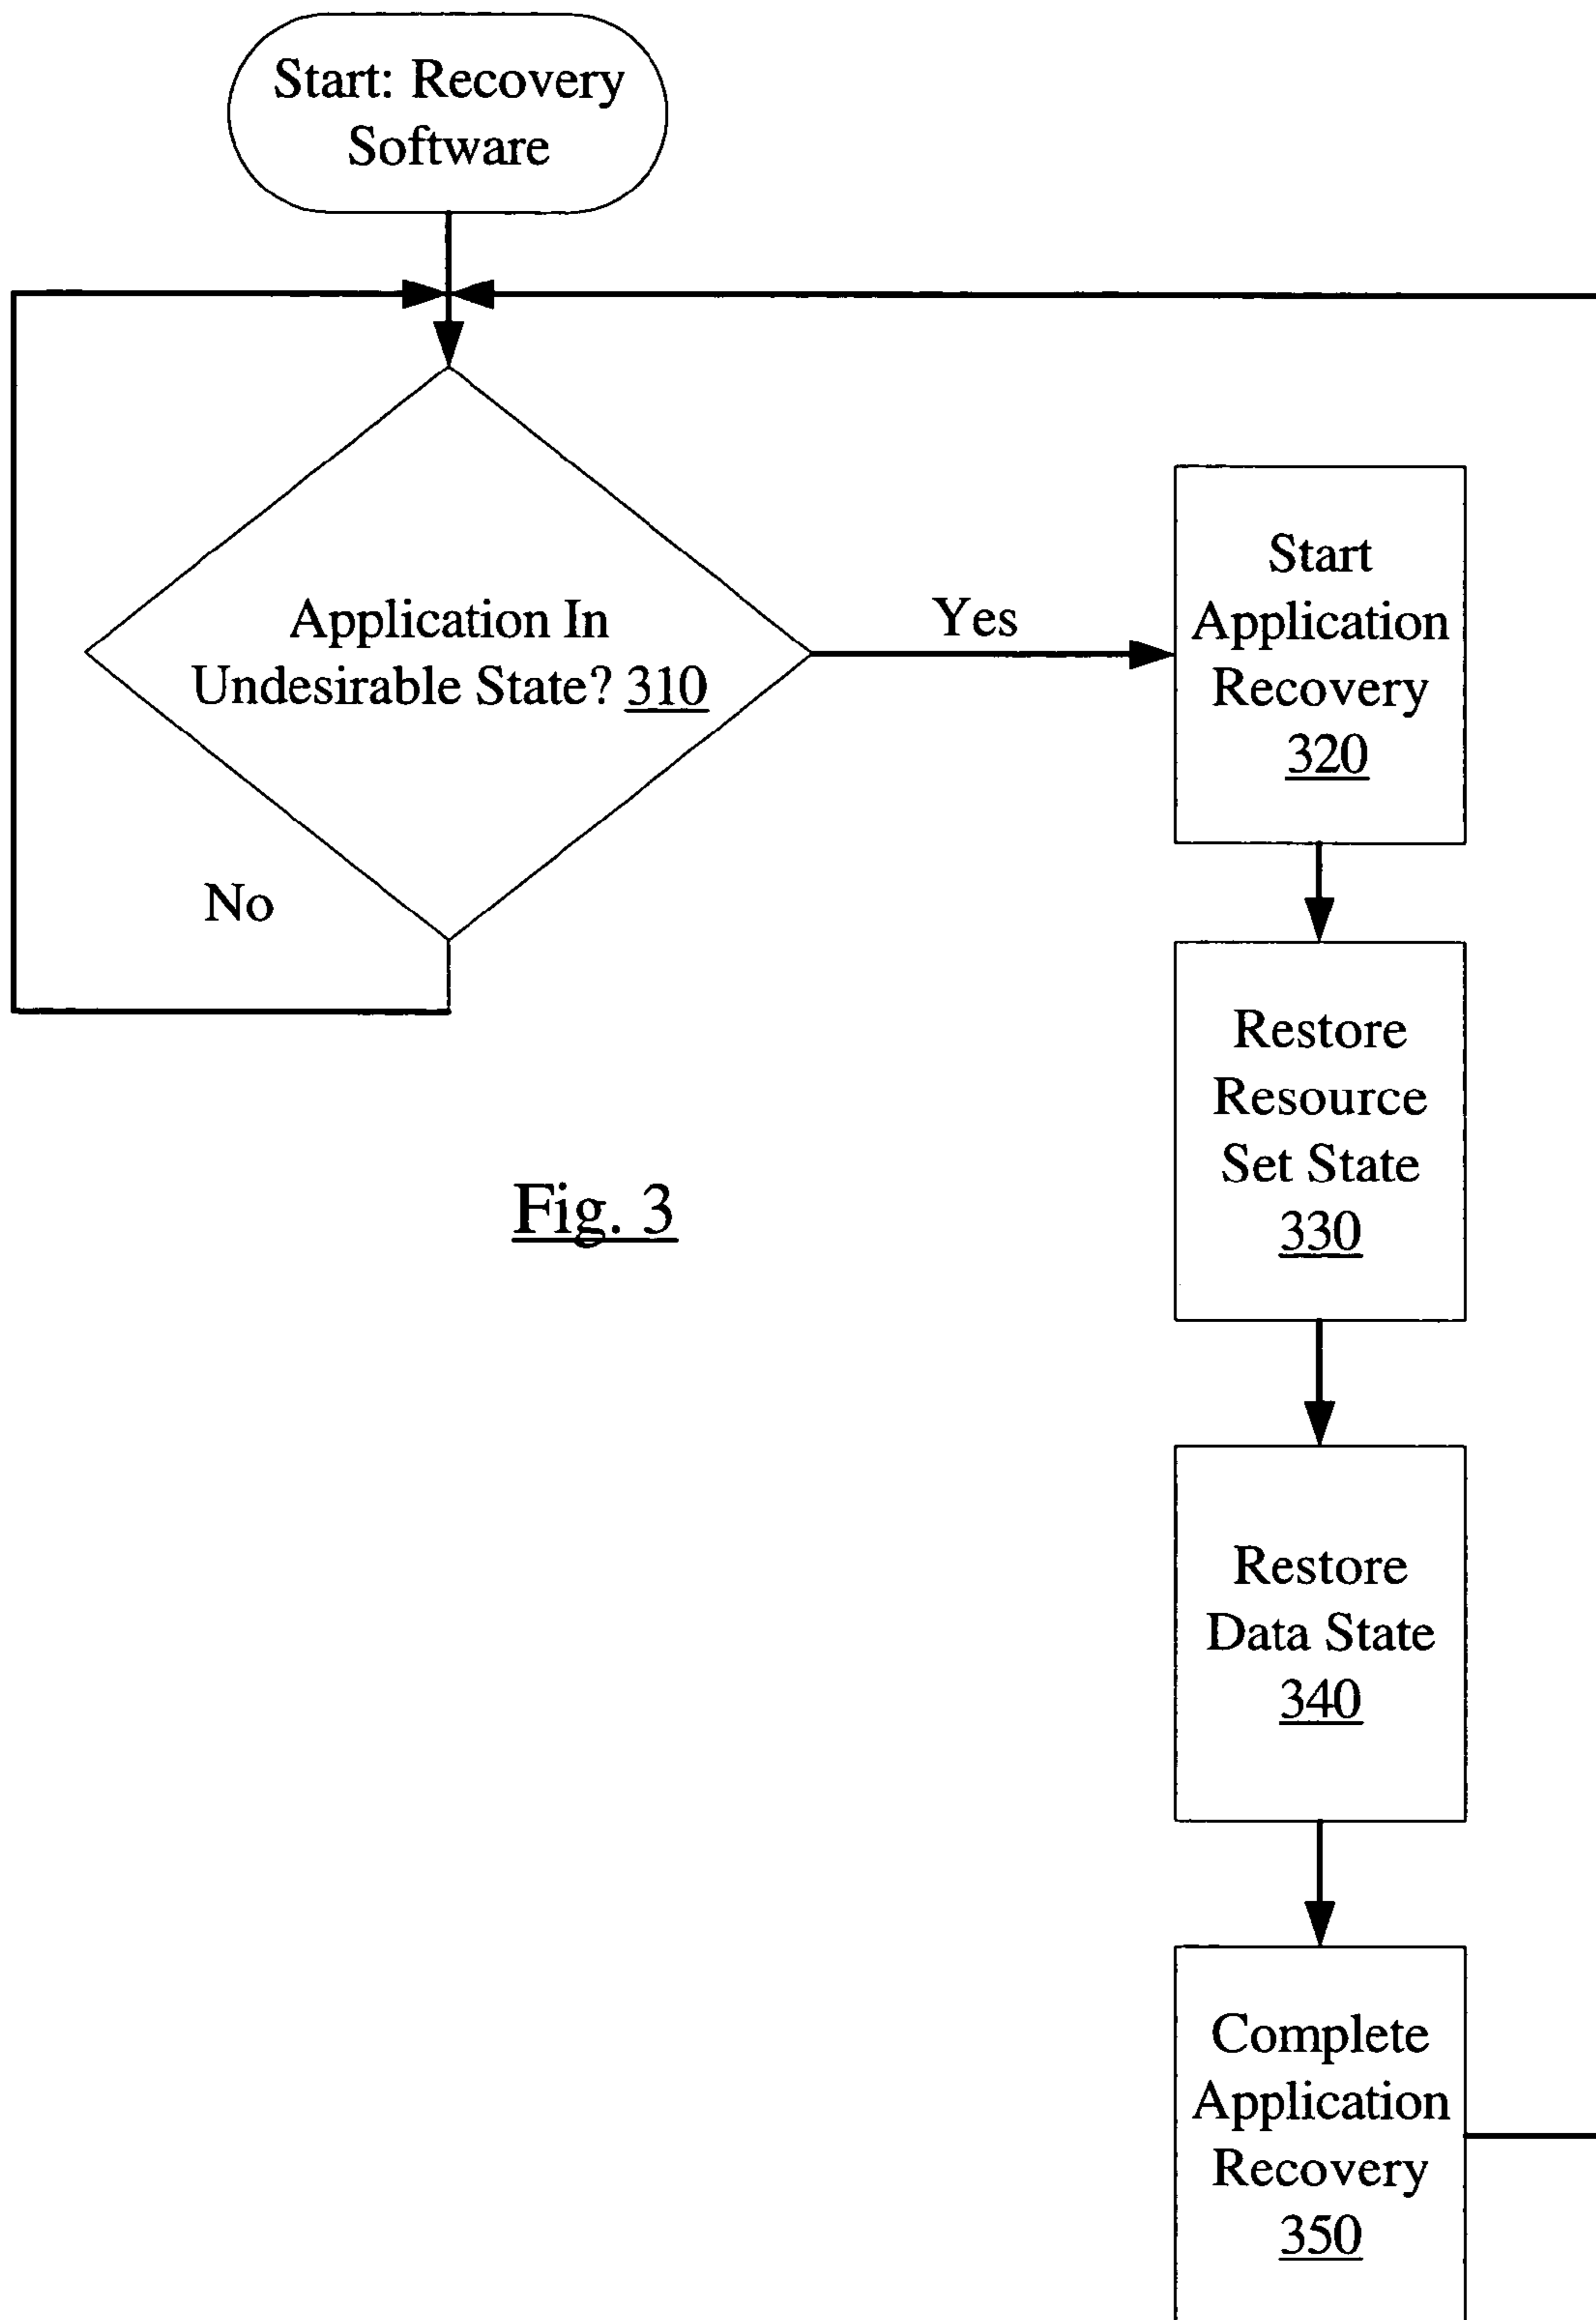 Start: Recovery
Software
Application In
Undesirable State? 310
Yes
No
Start
Application
Recovery
320
Restore
Resource
Set State
330
Restore
Data State
340
Complete
Application
Recovery
350
Fig. 3